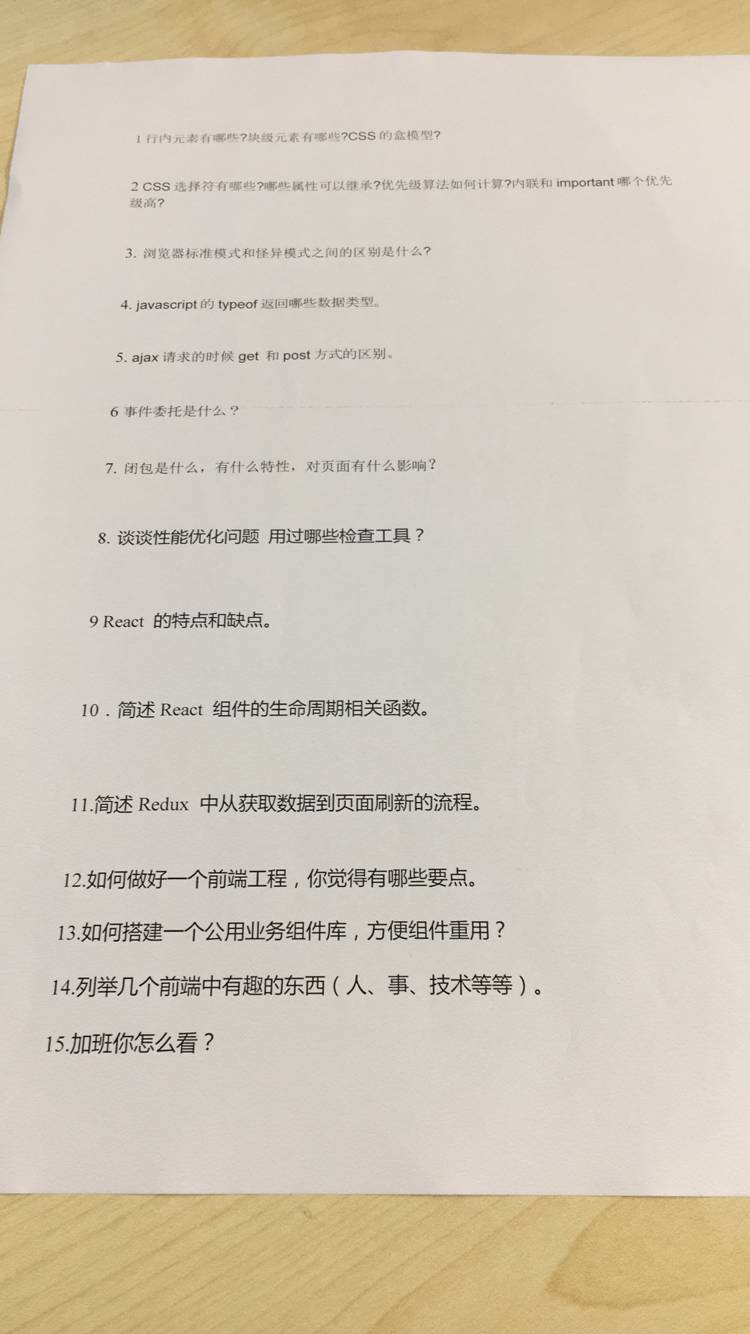 1 行内元素有哪些?块级元素有哪些?CSS 的盒模型?
2 CSS 选择符有哪些?哪些属性可以继承?优先级算法如何计算?内联和 important 哪个优先
级高?
3. 浏览器标准模式和怪异模式之间的区别是什么?
4. javascript 的 typeof 返回哪些数据类型。
5. ajax 请求的时候 get 和 post 方式的区别。
6 事件委托是什么？
7. 闭包是什么，有什么特性，对页面有什么影响？
8. 谈谈性能优化问题 用过哪些检查工具？
9 React 的特点和缺点。
10．简述 React 组件的生命周期相关函数。
11.简述 Redux 中从获取数据到页面刷新的流程。
12.如何做好一个前端工程，你觉得有哪些要点。
13.如何搭建一个公用业务组件库，方便组件重用？
14.列举几个前端中有趣的东西（人、事、技术等等）。
15.加班你怎么看？